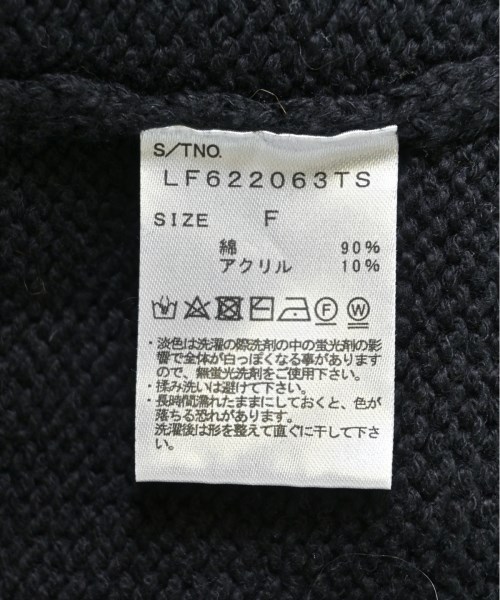 S/TNO.
LF622063TS
SIZE F
綿 90%
アクリル 10%
F W
・淡色は洗濯の際洗剤の中の蛍光剤の影
響で全体が白っぽくなる事があります
ので、無蛍光洗剤をご使用下さい。
・揉み洗いは避けて下さい。
・長時間濡れたままにしておくと、色が
落ちる恐れがあります。
洗濯後は形を整えて直ぐに干して下さ
い。